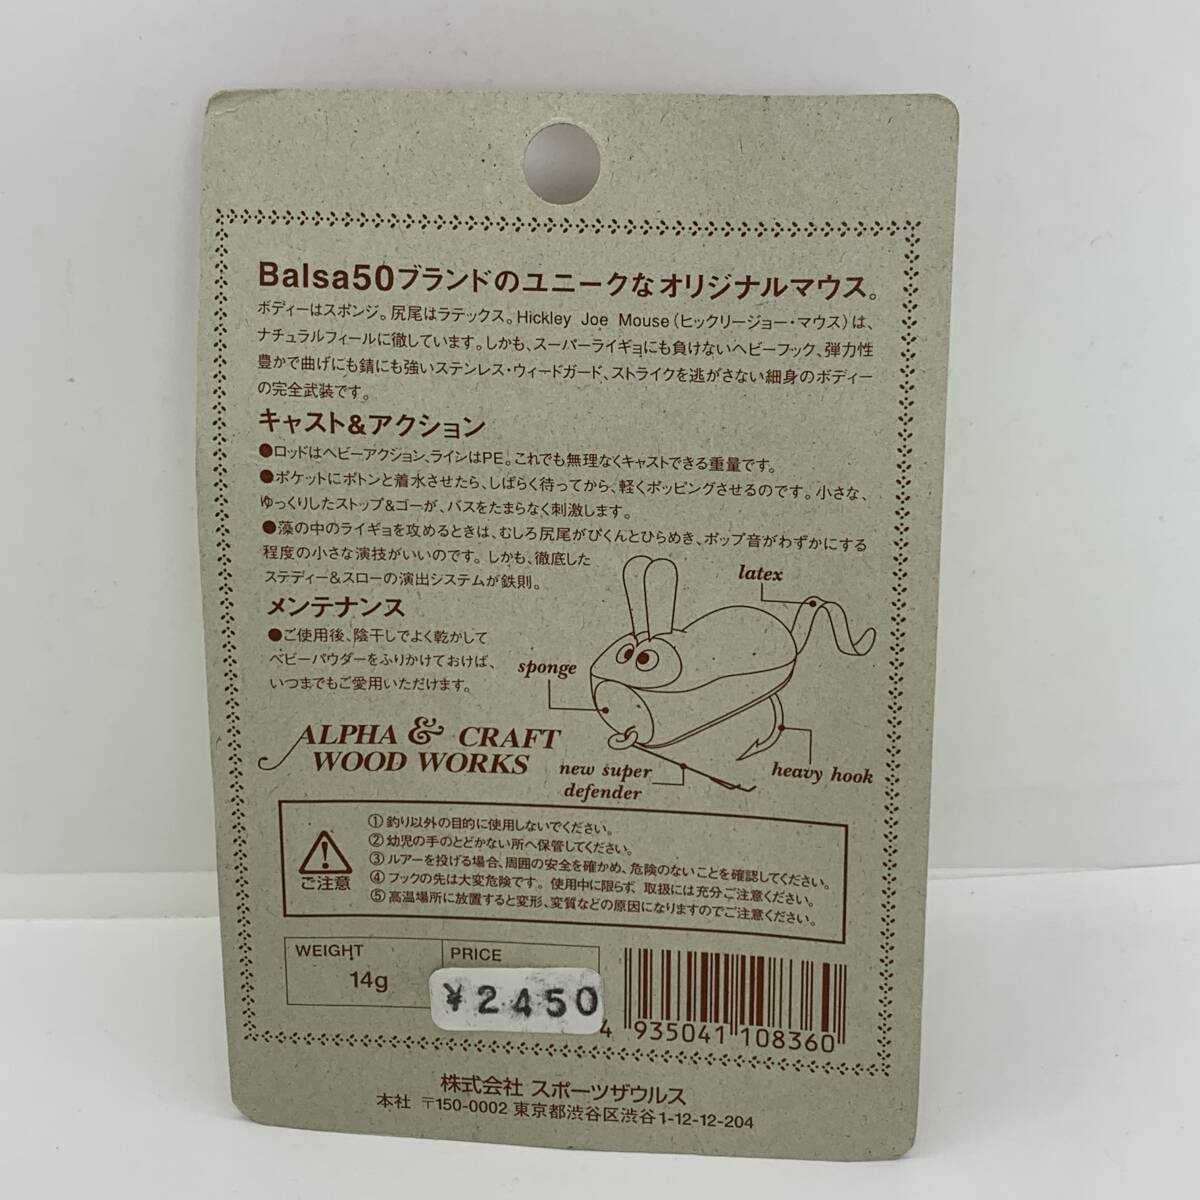 Balsa50ブランドのユニークなオリジナルマウス。
ボディーはスポンジ。尻尾はラテックス。Hickley Joe Mouse(ヒックリージョー・マウス)は、
ナチュラルフィールに徹しています。しかも、スーパーライギョにも負けないヘビーフック、弾力性
豊かで曲げにも錆にも強いステンレス・ウィードガード、ストライクを逃がさない細身のボディー
の完全武装です。
キャスト&アクション
●ロッドはヘビーアクション、ラインはPE。これでも無理なくキャストできる重量です。
●ポケットにボトンと着水させたら、しばらく待ってから、軽くポッピングさせるのです。小さな、
ゆっくりしたストップ&ゴーが、バスをたまらなく刺激します。
●藻の中のライギョを攻めるときは、むしろ尻尾がぴくんとひらめき、ポップ音がわずかにする
程度の小さな演技がいいのです。しかも、徹底した
ステディー&スローの演出システムが鉄則。
メンテナンス
●ご使用後、陰干しでよく乾かして
ベビーパウダーをふりかけておけば、
いつまでもご愛用いただけます。
latex
sponge
new super
defender
heavy hook
ALPHA & CRAFT
WOOD WORKS
ご注意
①釣り以外の目的に使用しないでください。
②幼児の手のとどかない所へ保管してください。
③ルアーを投げる場合、周囲の安全を確かめ、危険のないことを確認してください。
④フックの先は大変危険です。使用中に限らず、取扱には充分ご注意ください。
⑤高温場所に放置すると変形、変質などの原因になりますのでご注意ください。
WEIGHT
14g
PRICE
¥2450
4 935041 108360
株式会社 スポーツザウルス
本社 〒150-0002 東京都渋谷区渋谷1-12-12-204